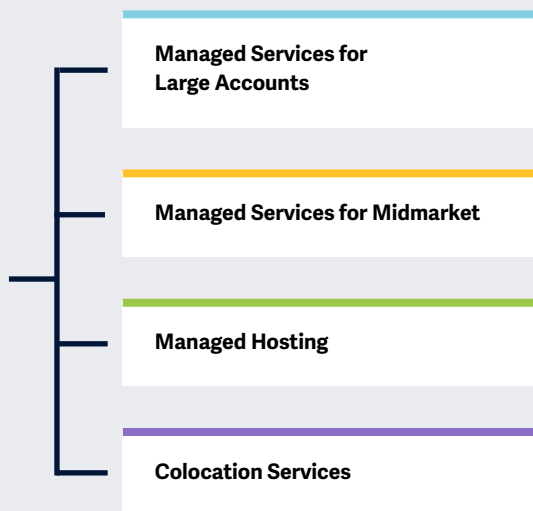 Managed Services for
Large Accounts
Managed Services for Midmarket
Managed Hosting
Colocation Services